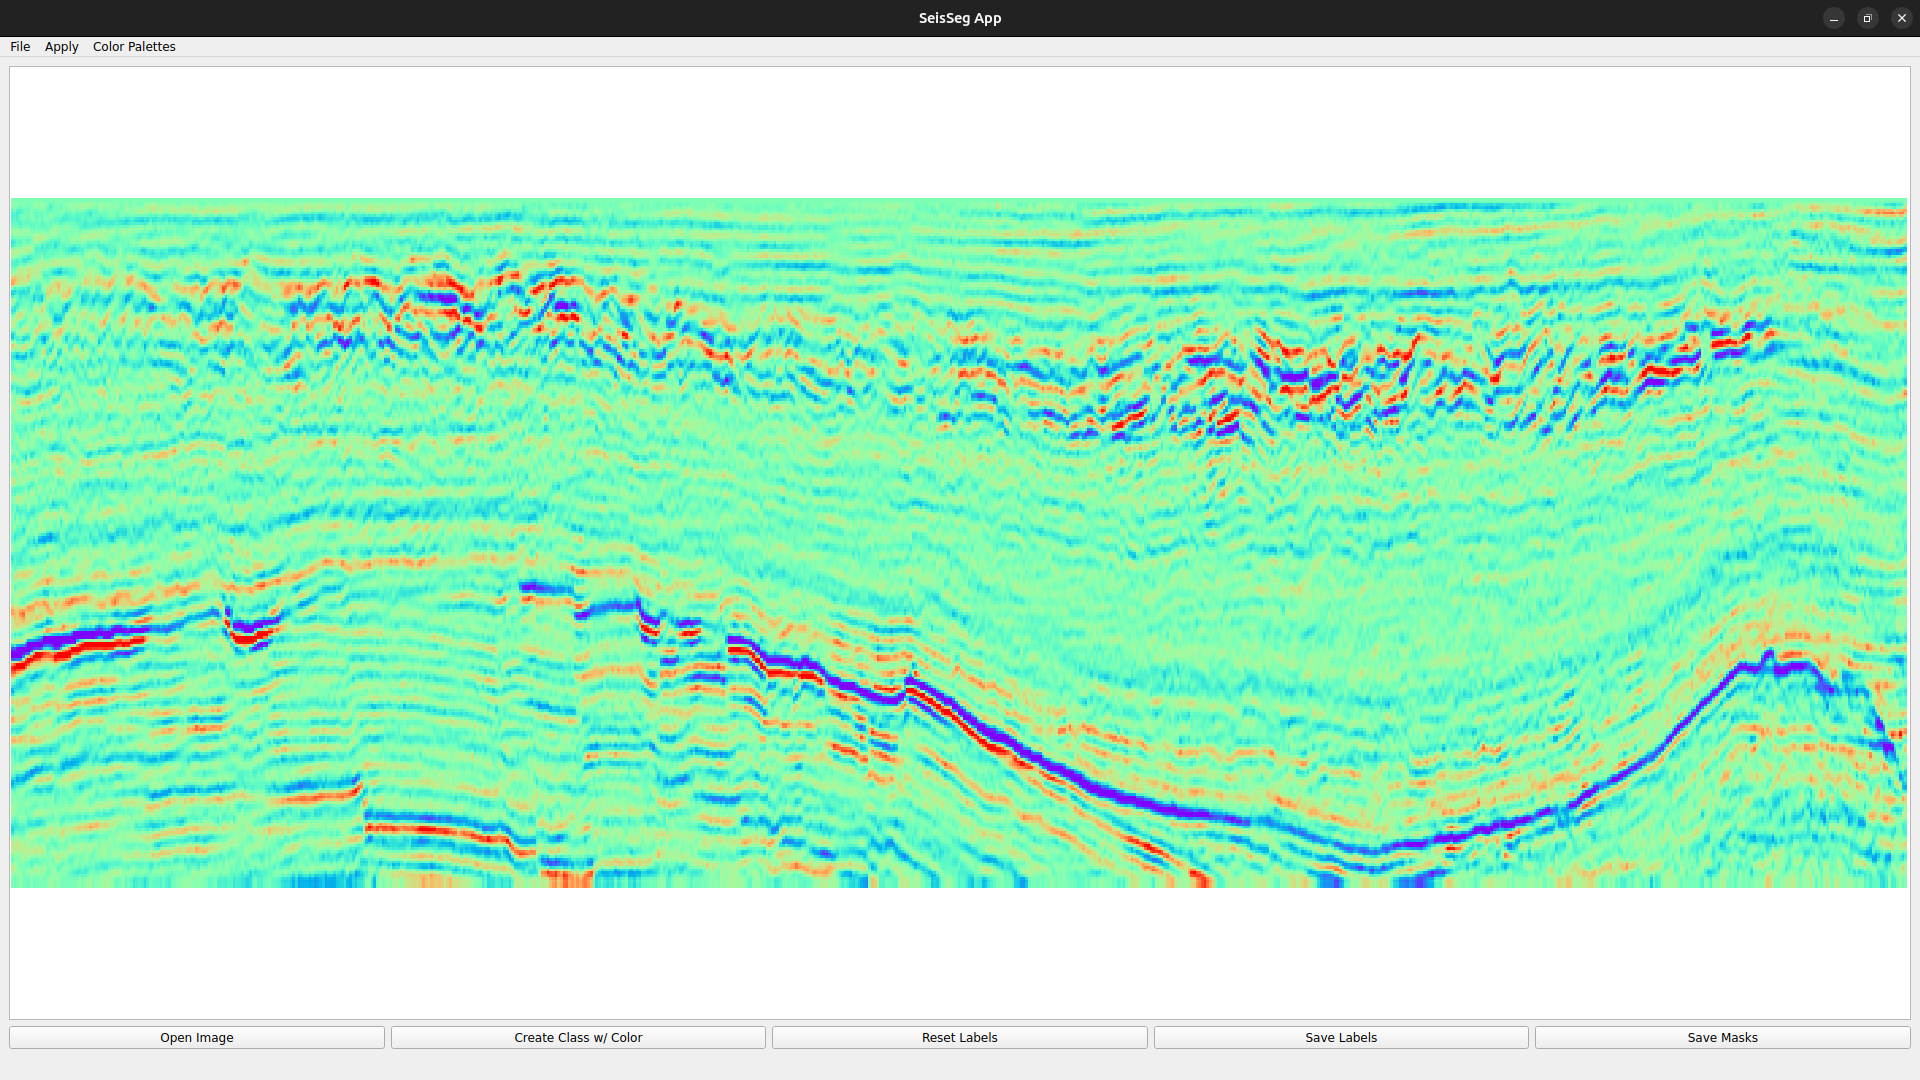 SeisSeg App
File Apply Color Palettes
Open Image Create Class w/ Color Reset Labels Save Labels Save Masks